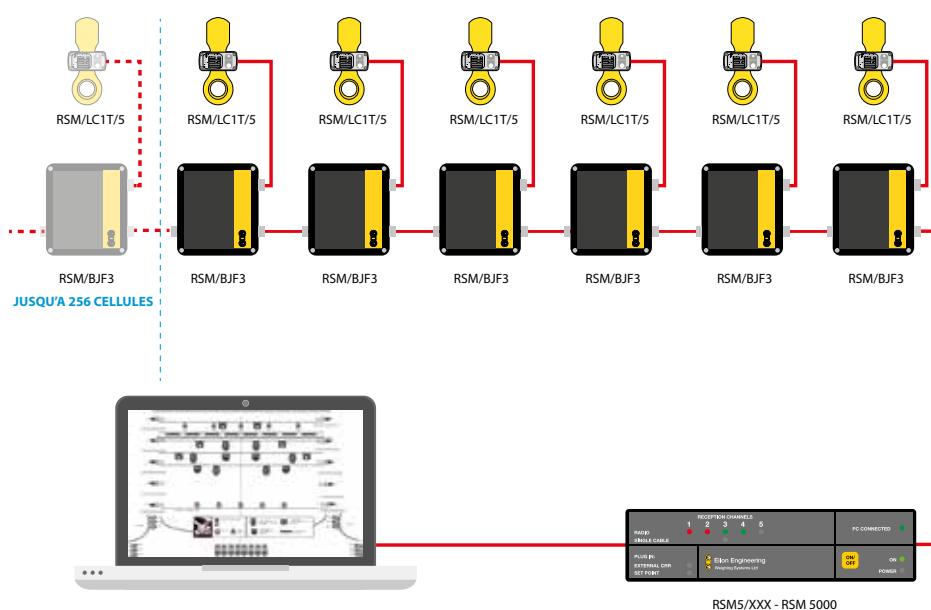 RSM/LC1T/5 RSM/LC1T/5 RSM/LC1T/5 RSM/LC1T/5 RSM/LC1T/5 RSM/LC1T/5 RSM/LC1T/5
RSM/BJF3 RSM/BJF3 RSM/BJF3 RSM/BJF3 RSM/BJF3 RSM/BJF3 RSM/BJF3
JUSQU'A 256 CELLULES
RECEPTION CHANNELS
1 2 3 4 5
RADIO
SINGLE CABLE
PC CONNECTED
PLUG IN:
EXTERNAL CRR
SET POINT
Eilon Engineering
Weighing Systems Ltd
ON/
OFF
ON
POWER
RSM5/XXX - RSM 5000